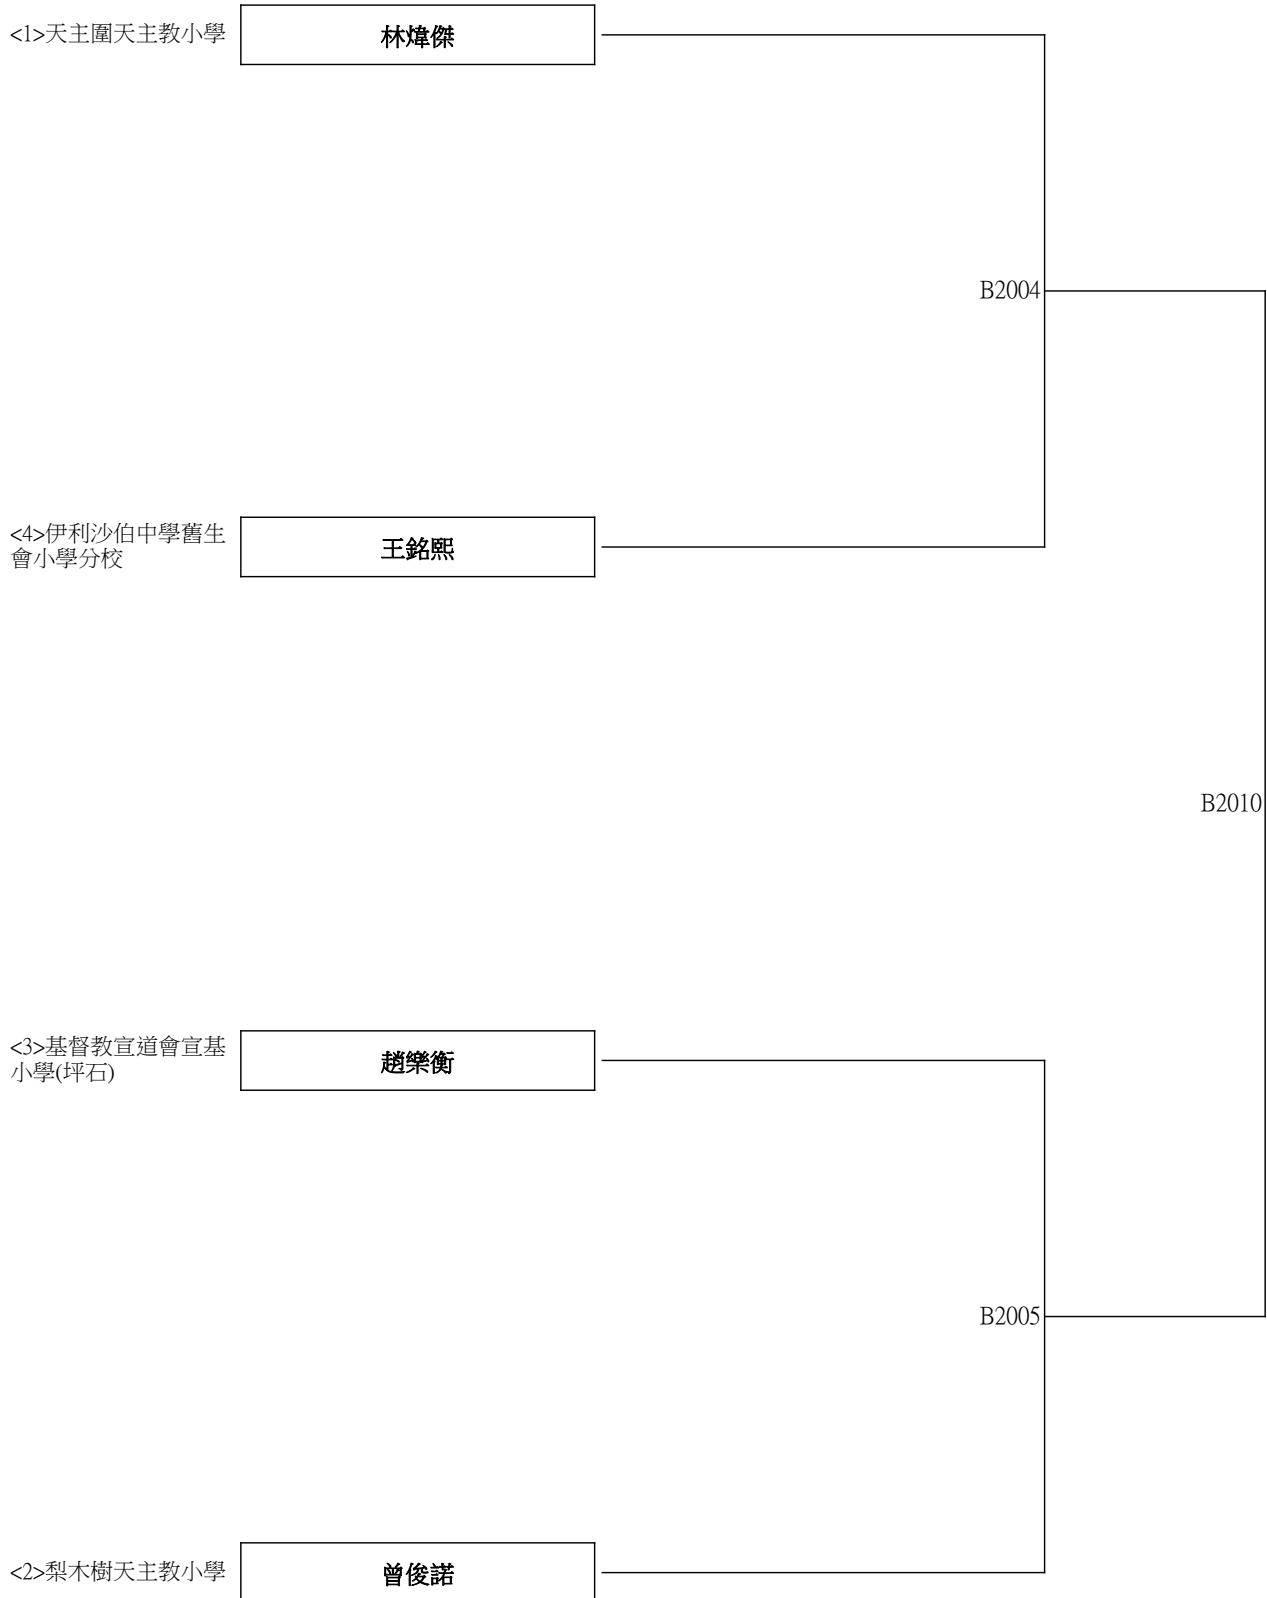 <1>天主圍天主教小學
林煒傑
B2004
<4>伊利沙伯中學舊生
會小學分校
王銘熙
B2010
<3>基督教宣道會宣基
小學(坪石)
趙樂衡
B2005
<2>梨木樹天主教小學
曾俊諾